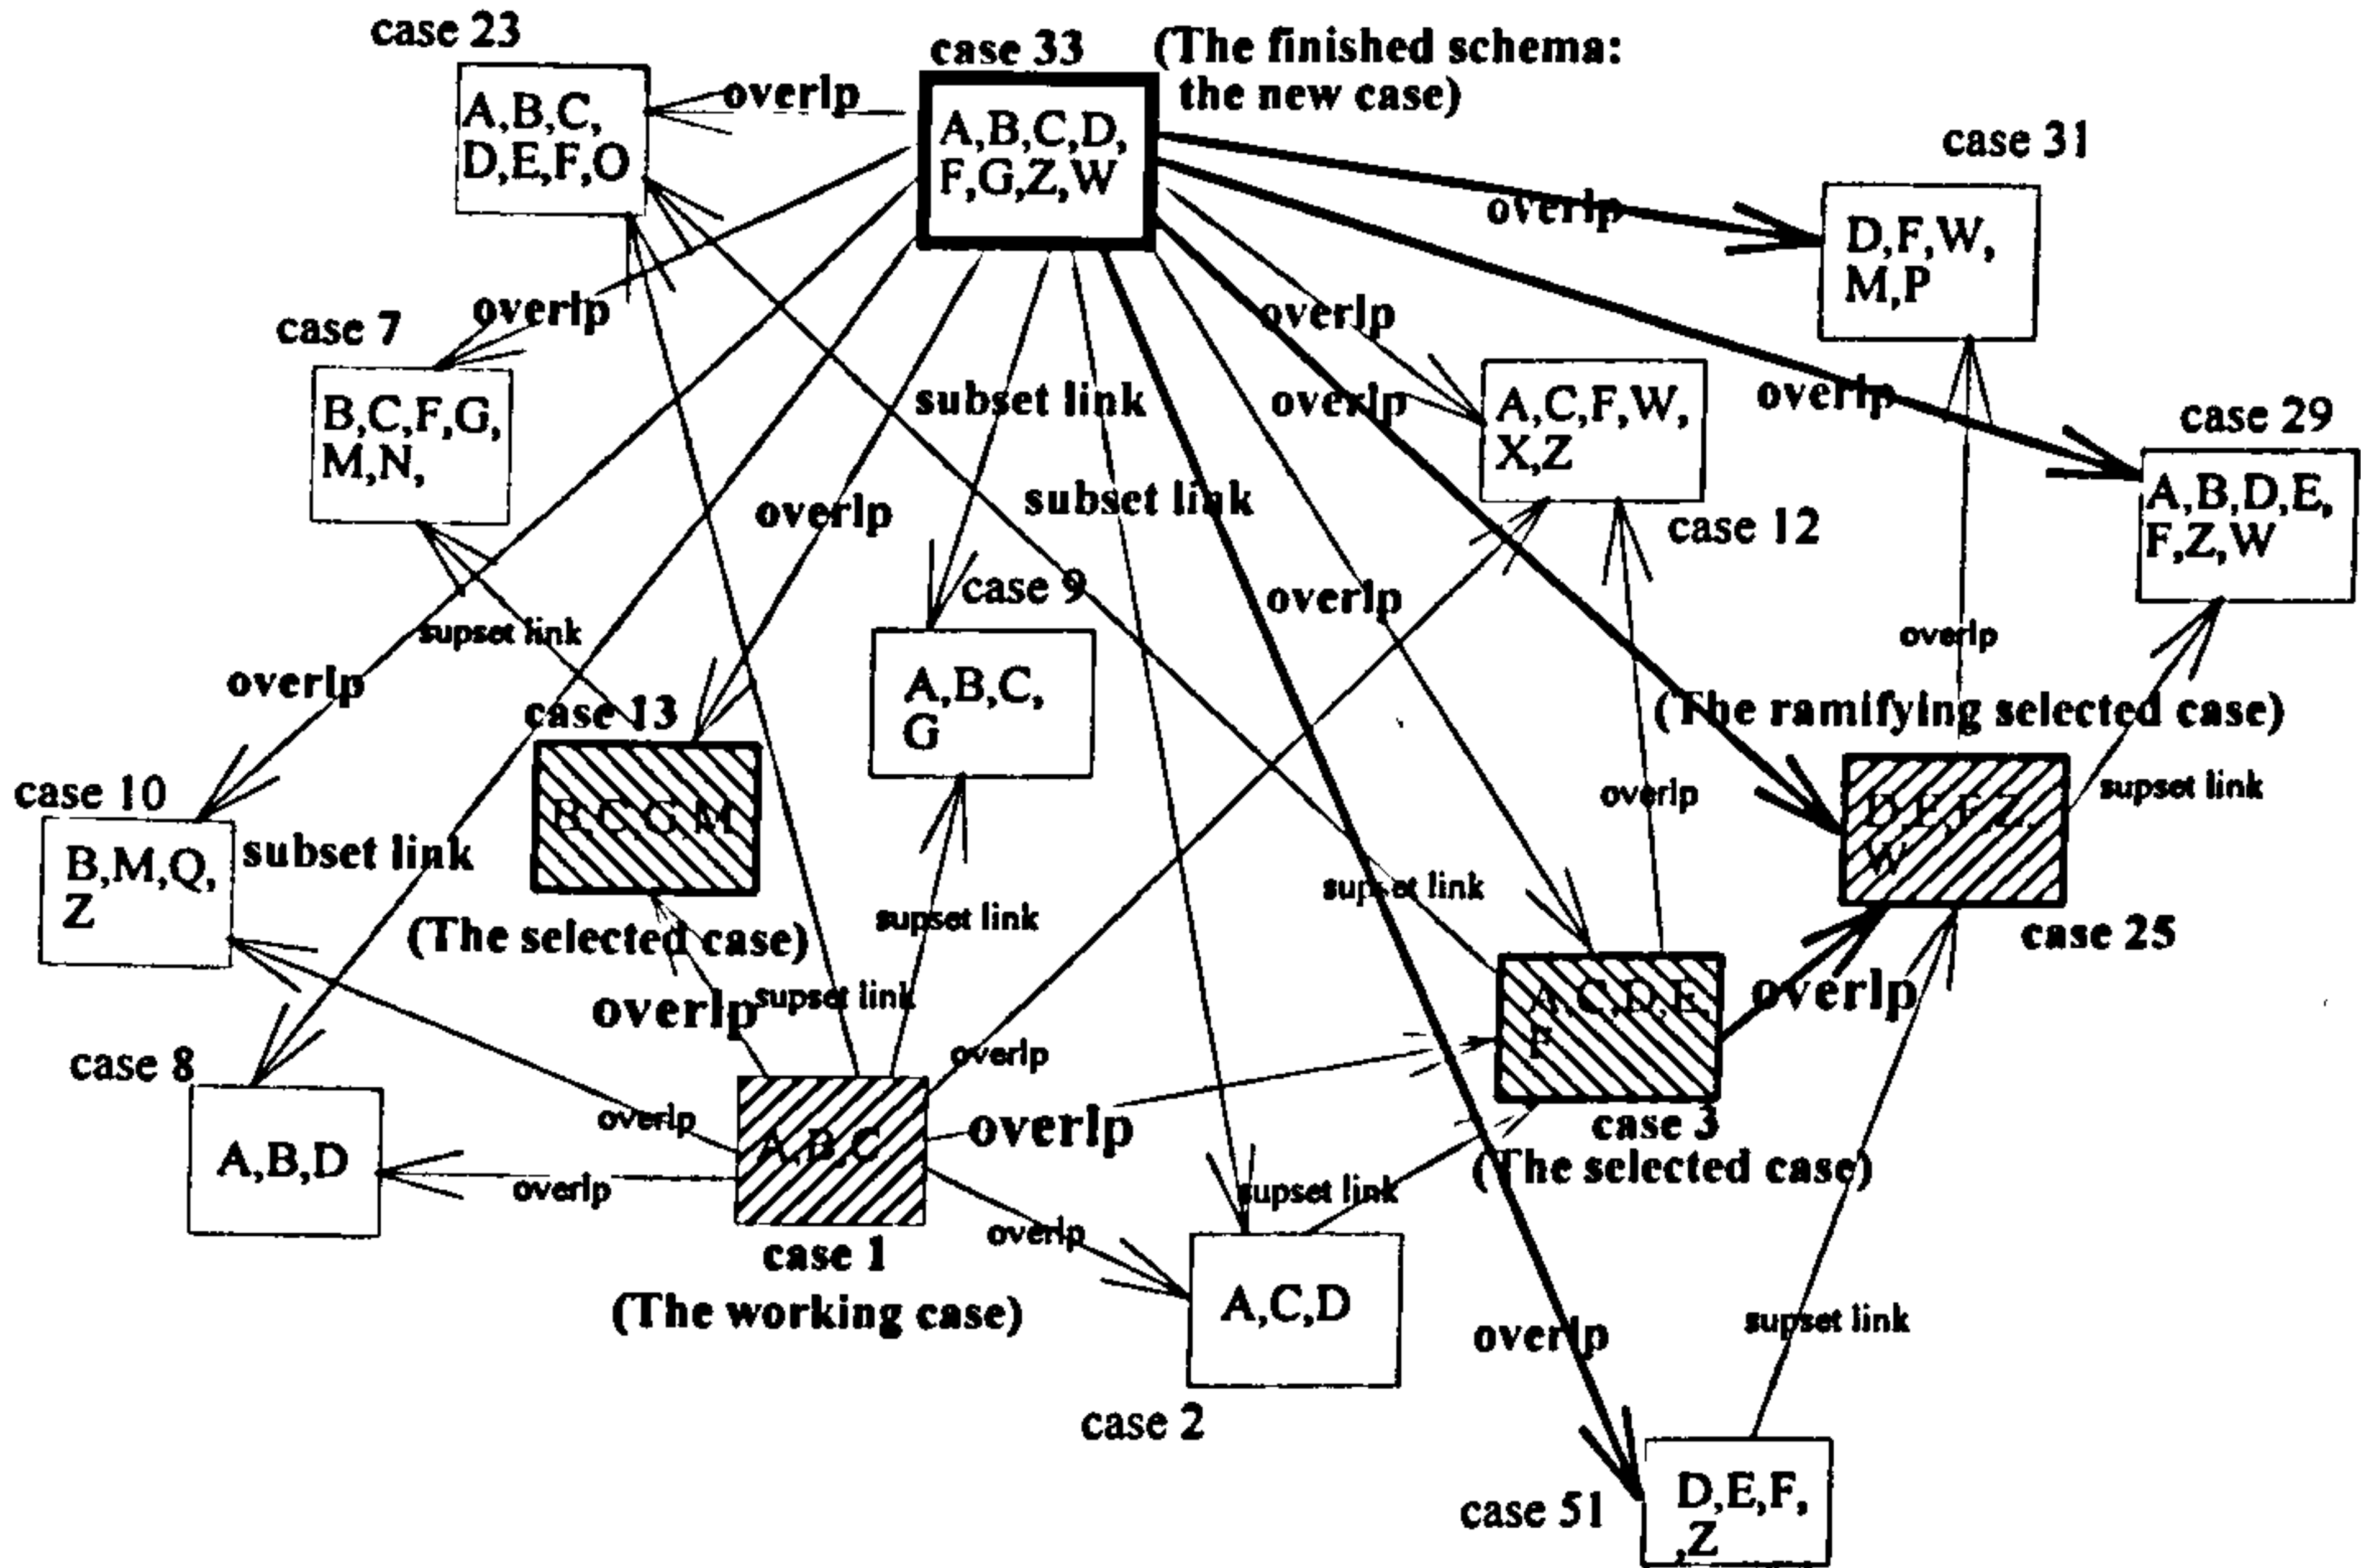 case 23
case 33
(The finished schema:
the new case)
overlp
A,B,C,
D,E,F,O
A,B,C,D,
F,G,Z,W
case 31
overlp
D,F,W,
M,P
overlp
case 7
overlp
subset link
overlp
overlp
case 29
B,C,F,G,
M,N,
A,C,F,W,
X,Z
overlp
subset link
case 12
A,B,D,E,
F,Z,W
case 9
overlp
supset link
overlp
overlp
A,B,C,
G
case 13
(The ramifying selected case)
case 10
overlp
supset link
B,C,G,M
B,M,Q,
Z
subset link
supset link
supset link
W
(The selected case)
case 25
supset link
overlp
overlp
A,C,D,E,
F
case 8
overlp
overlp
overlp
case 3
A,B,D
A,B,C
(The selected case)
overlp
supset link
overlp
case 1
(The working case)
A,C,D
overlp
supset link
case 2
case 51
D,E,F,
,Z